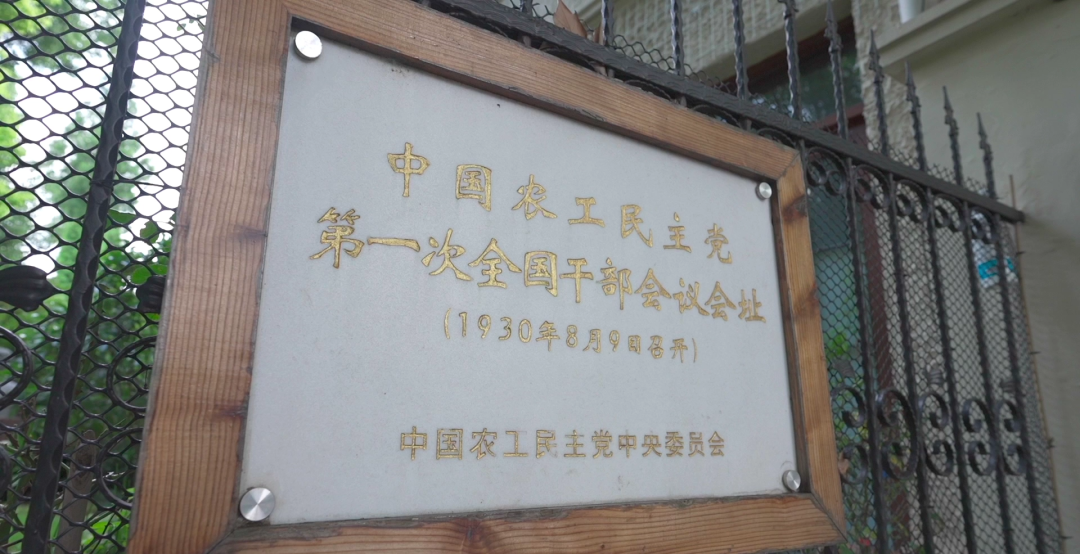 中国农工民主党
第一次全国干部会议会址
(1930年8月9日召开)
中国农工民主党中央委员会